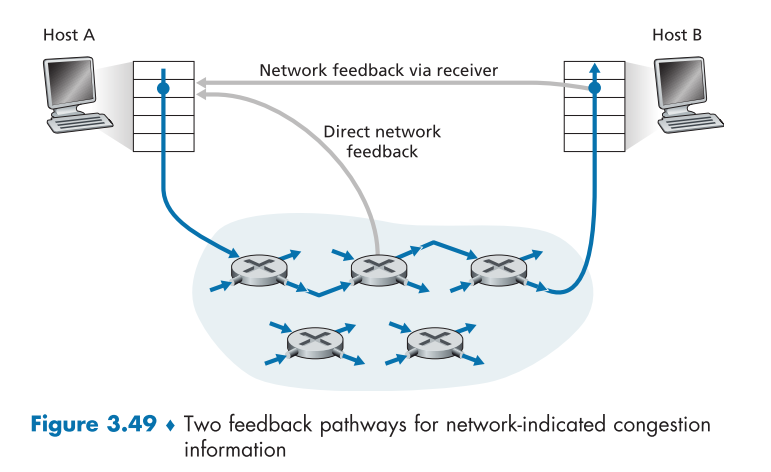 Host A
Host B
Network feedback via receiver
Direct network
feedback
Figure 3.49 ♦ Two feedback pathways for network-indicated congestion
information